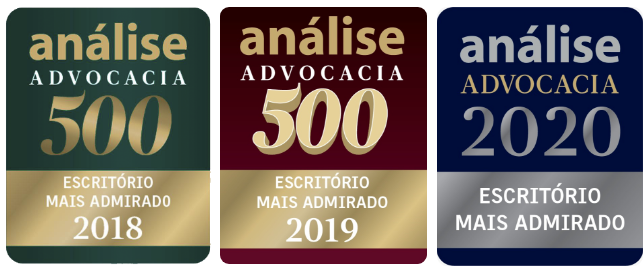 análise
ADVOCACIA
500
ESCRITÓRIO
MAIS ADMIRADO
2018
análise
ADVOCACIA
500
ESCRITÓRIO
MAIS ADMIRADO
2019
análise
ADVOCACIA
2020
ESCRITÓRIO
MAIS ADMIRADO